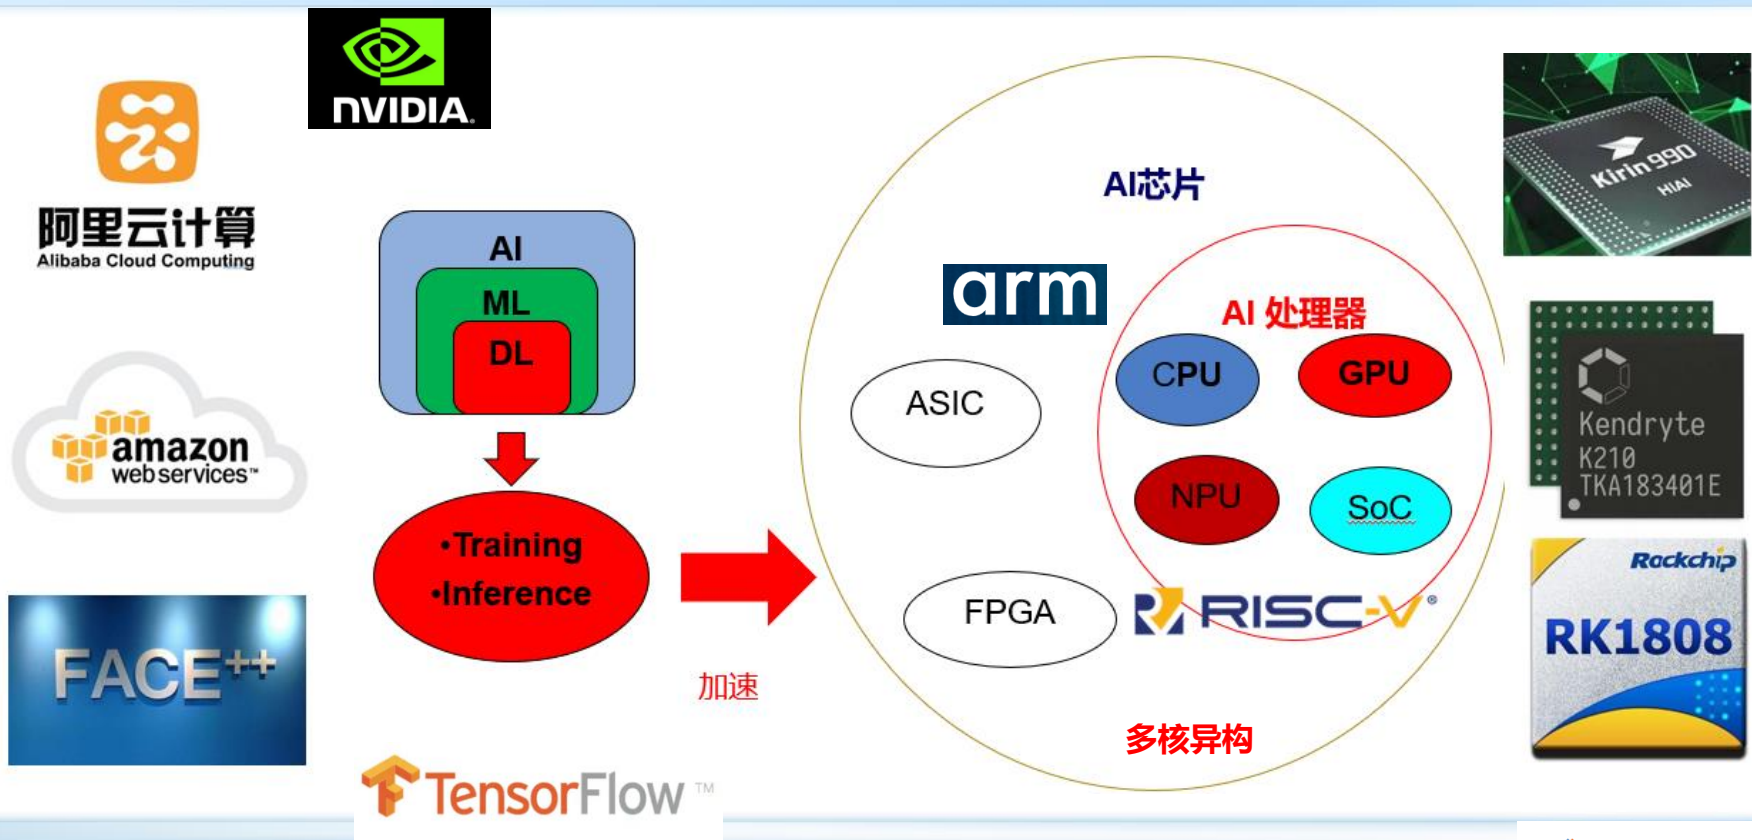 nVIDIA.
阿里云计算
Alibaba Cloud Computing
amazon
webservices™
FACE++
AI
ML
DL
•Training
•Inference
加速
TensorFlow ™
AI芯片
arm
AI 处理器
CPU
GPU
ASIC
NPU
SoC
FPGA
RISC-V®
多核异构
Kirin 990
HIAI
Kendryte
K210
TKA183401E
Rockchip
RK1808